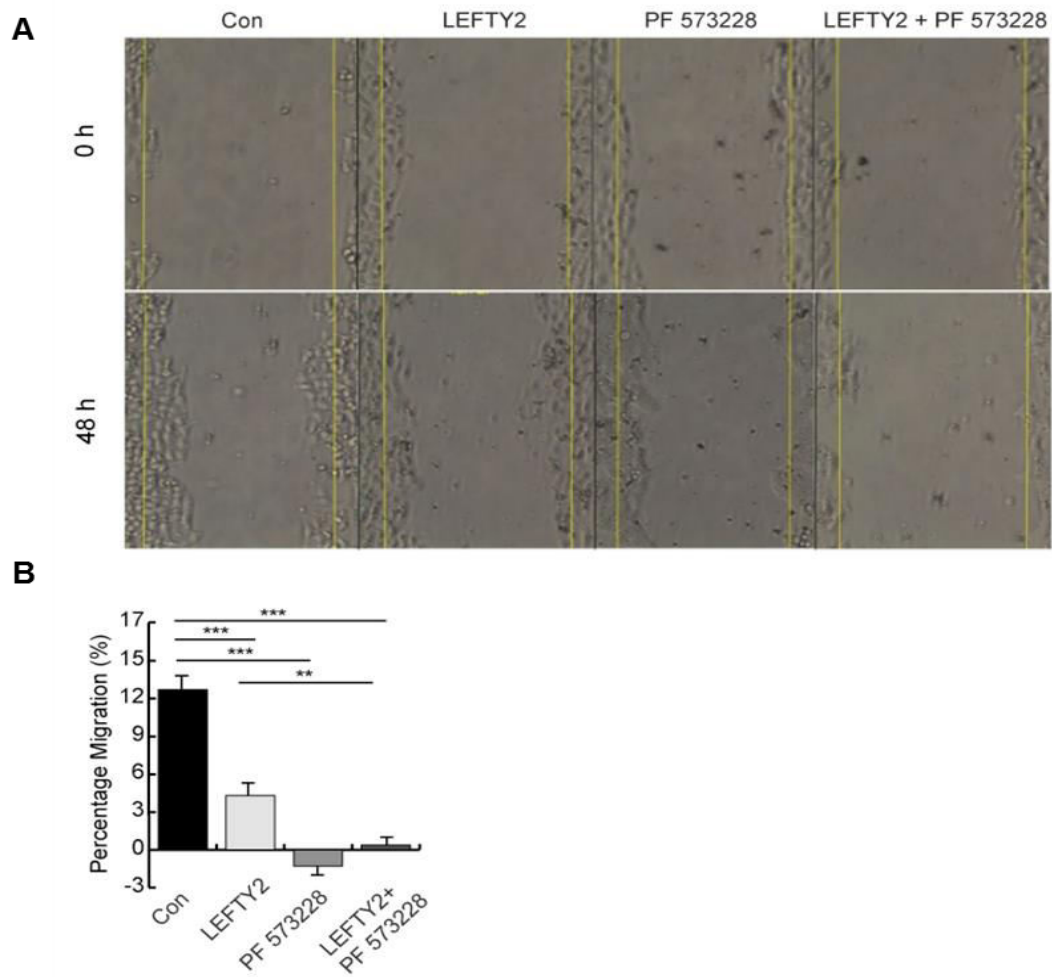 A
Con LEFTY2 PF 573228 LEFTY2 + PF 573228
0 h
48 h
B
Percentage Migration (%)
17
15
12
9
6
3
0
-3
***
***
***
**
Con
LEFTY2
PF 573228
LEFTY2+
PF 573228